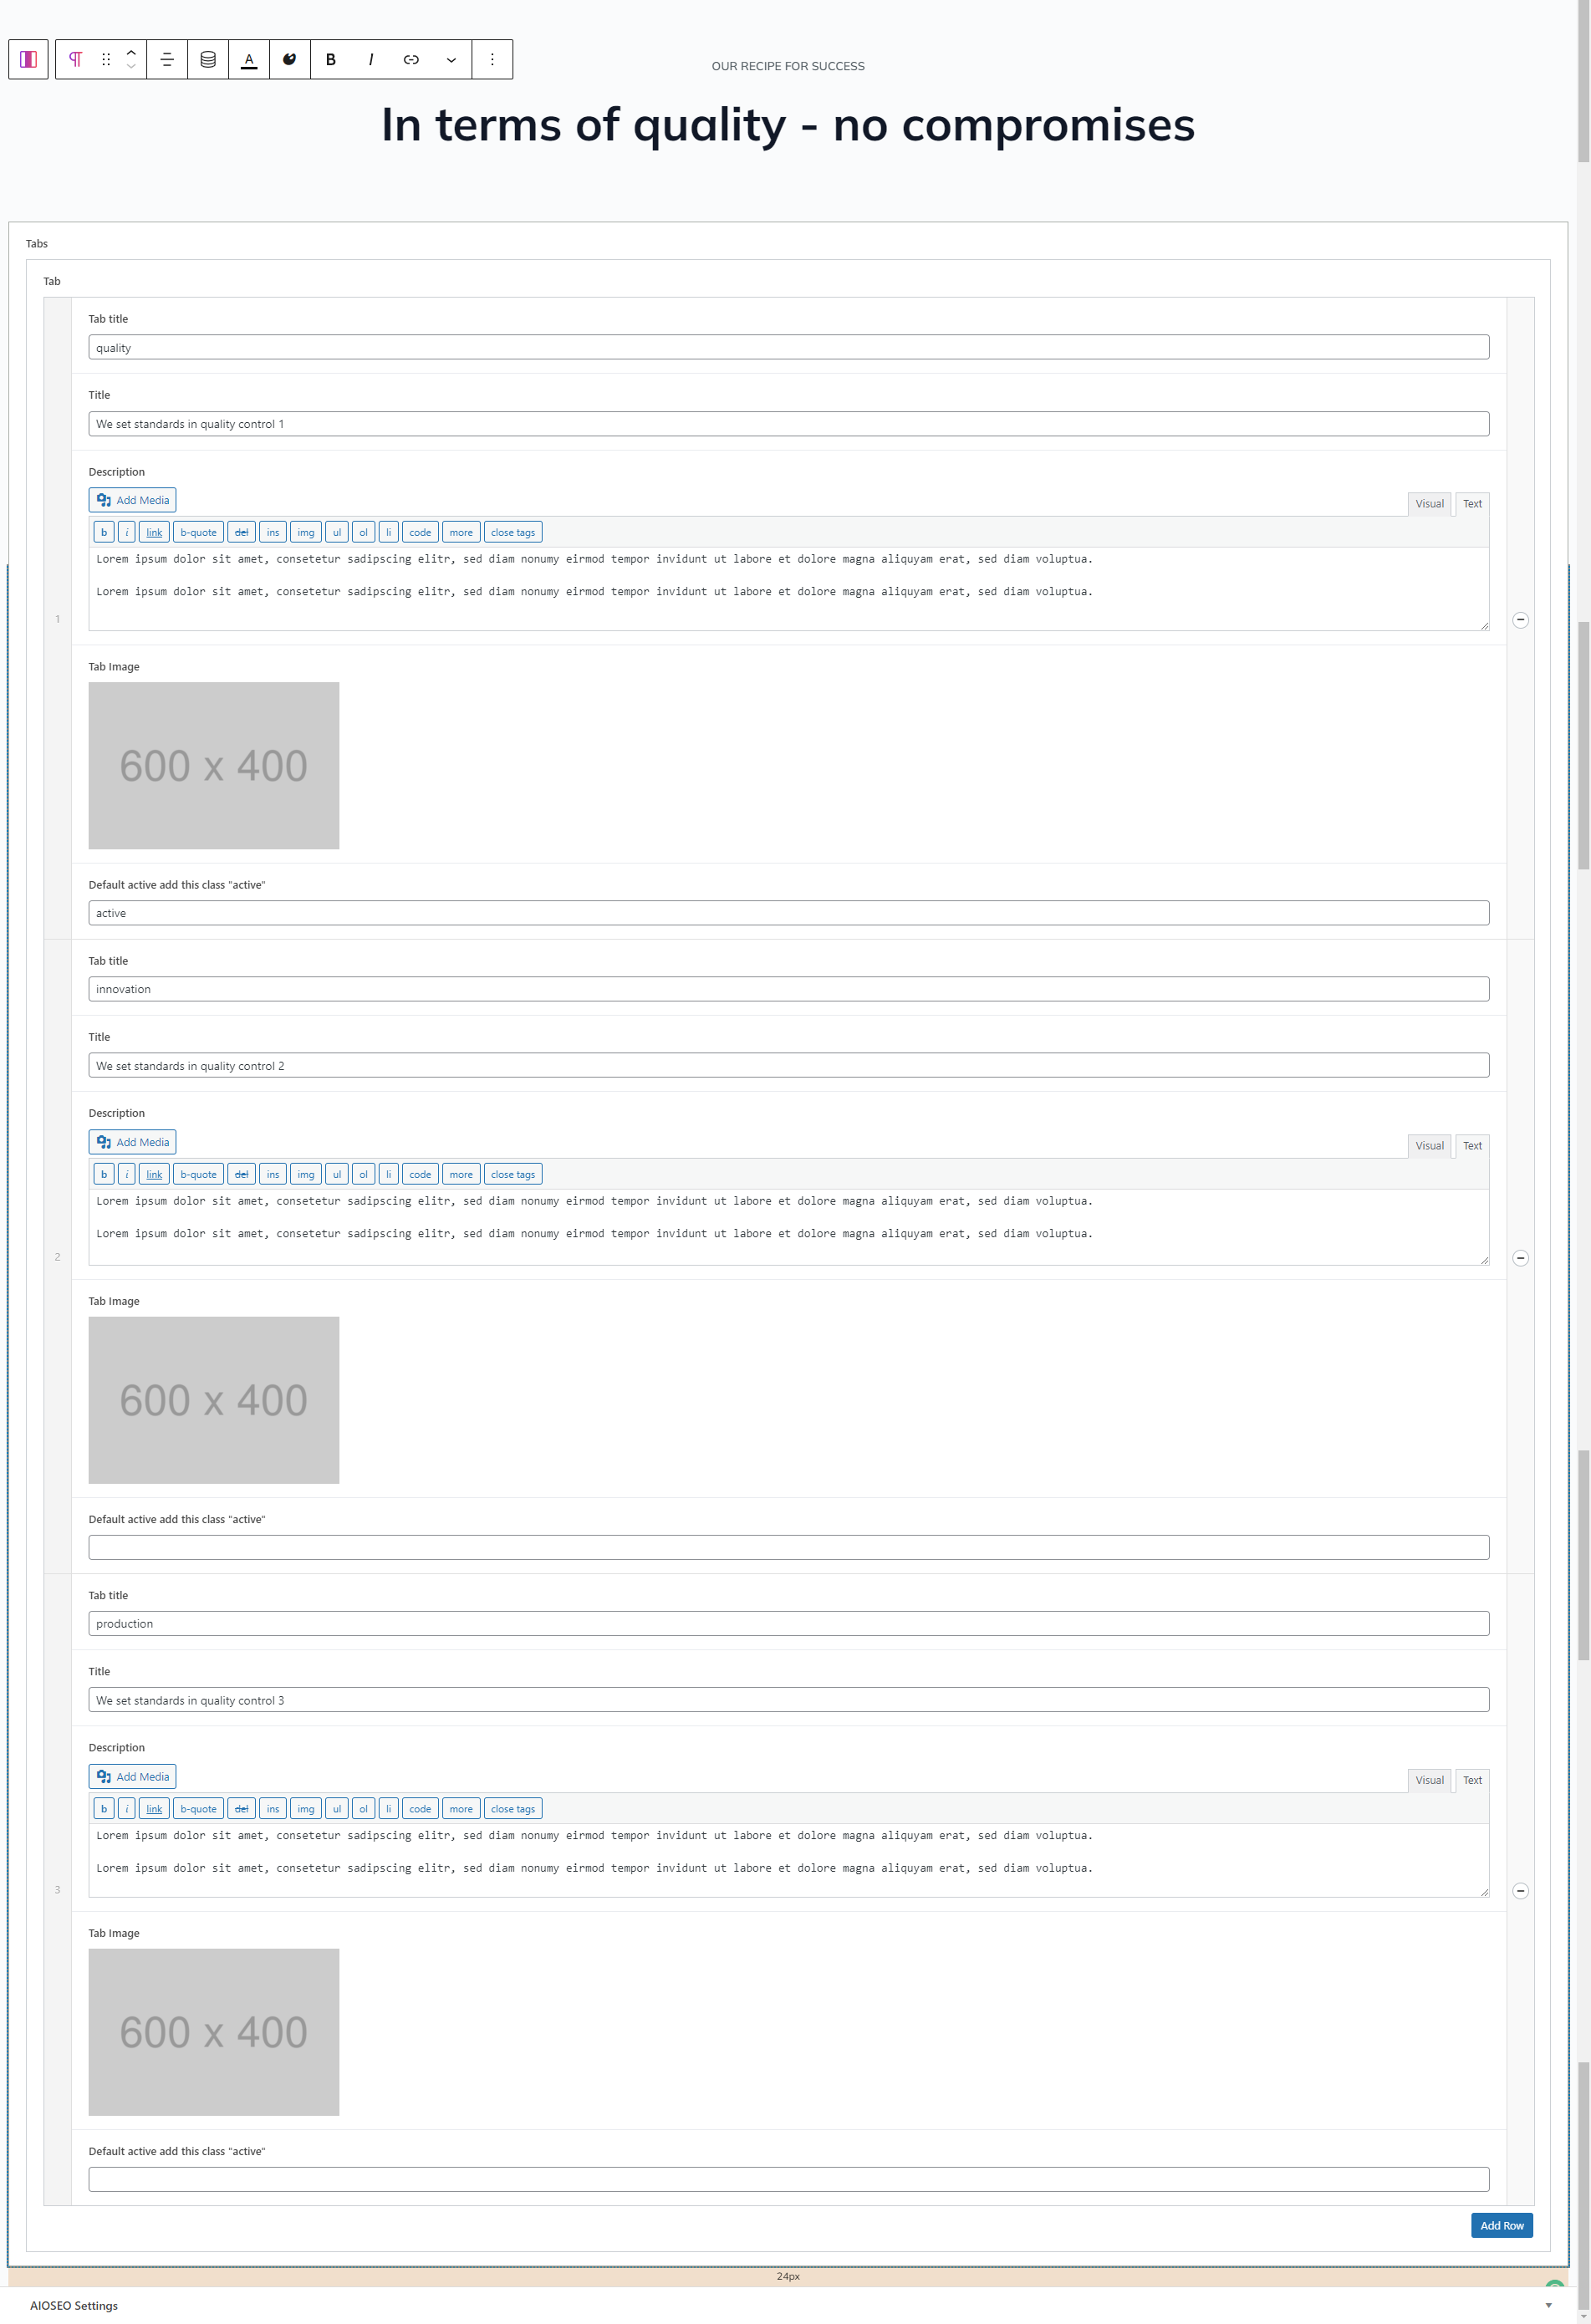 A B I
OUR RECIPE FOR SUCCESS
In terms of quality - no compromises
Tabs
Tab
1
Tab title
quality
Title
We set standards in quality control 1
Description
Add Media
Visual Text
b i link b-quote del ins img ul ol li code more close tags
Lorem ipsum dolor sit amet, consetetur sadipscing elitr, sed diam nonumy eirmod tempor invidunt ut labore et dolore magna aliquyam erat, sed diam voluptua.
Lorem ipsum dolor sit amet, consetetur sadipscing elitr, sed diam nonumy eirmod tempor invidunt ut labore et dolore magna aliquyam erat, sed diam voluptua.
Tab Image
600 x 400
Default active add this class "active"
active
2
Tab title
innovation
Title
We set standards in quality control 2
Description
Add Media
Visual Text
b i link b-quote del ins img ul ol li code more close tags
Lorem ipsum dolor sit amet, consetetur sadipscing elitr, sed diam nonumy eirmod tempor invidunt ut labore et dolore magna aliquyam erat, sed diam voluptua.
Lorem ipsum dolor sit amet, consetetur sadipscing elitr, sed diam nonumy eirmod tempor invidunt ut labore et dolore magna aliquyam erat, sed diam voluptua.
Tab Image
600 x 400
Default active add this class "active"
3
Tab title
production
Title
We set standards in quality control 3
Description
Add Media
Visual Text
b i link b-quote del ins img ul ol li code more close tags
Lorem ipsum dolor sit amet, consetetur sadipscing elitr, sed diam nonumy eirmod tempor invidunt ut labore et dolore magna aliquyam erat, sed diam voluptua.
Lorem ipsum dolor sit amet, consetetur sadipscing elitr, sed diam nonumy eirmod tempor invidunt ut labore et dolore magna aliquyam erat, sed diam voluptua.
Tab Image
600 x 400
Default active add this class "active"
Add Row
24px
AIOSEO Settings